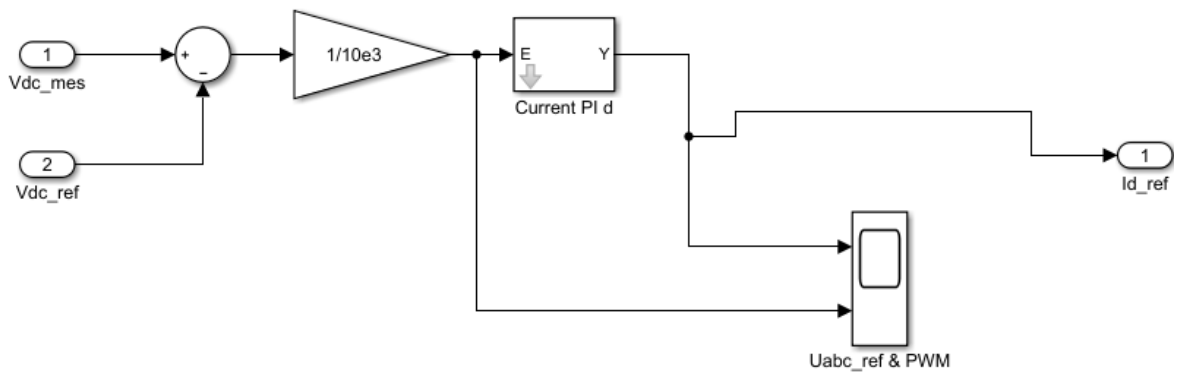 1
Vdc_mes
+
−
1/10e3
E
Y
Current PI d
2
Vdc_ref
1
Id_ref
Uabc_ref & PWM